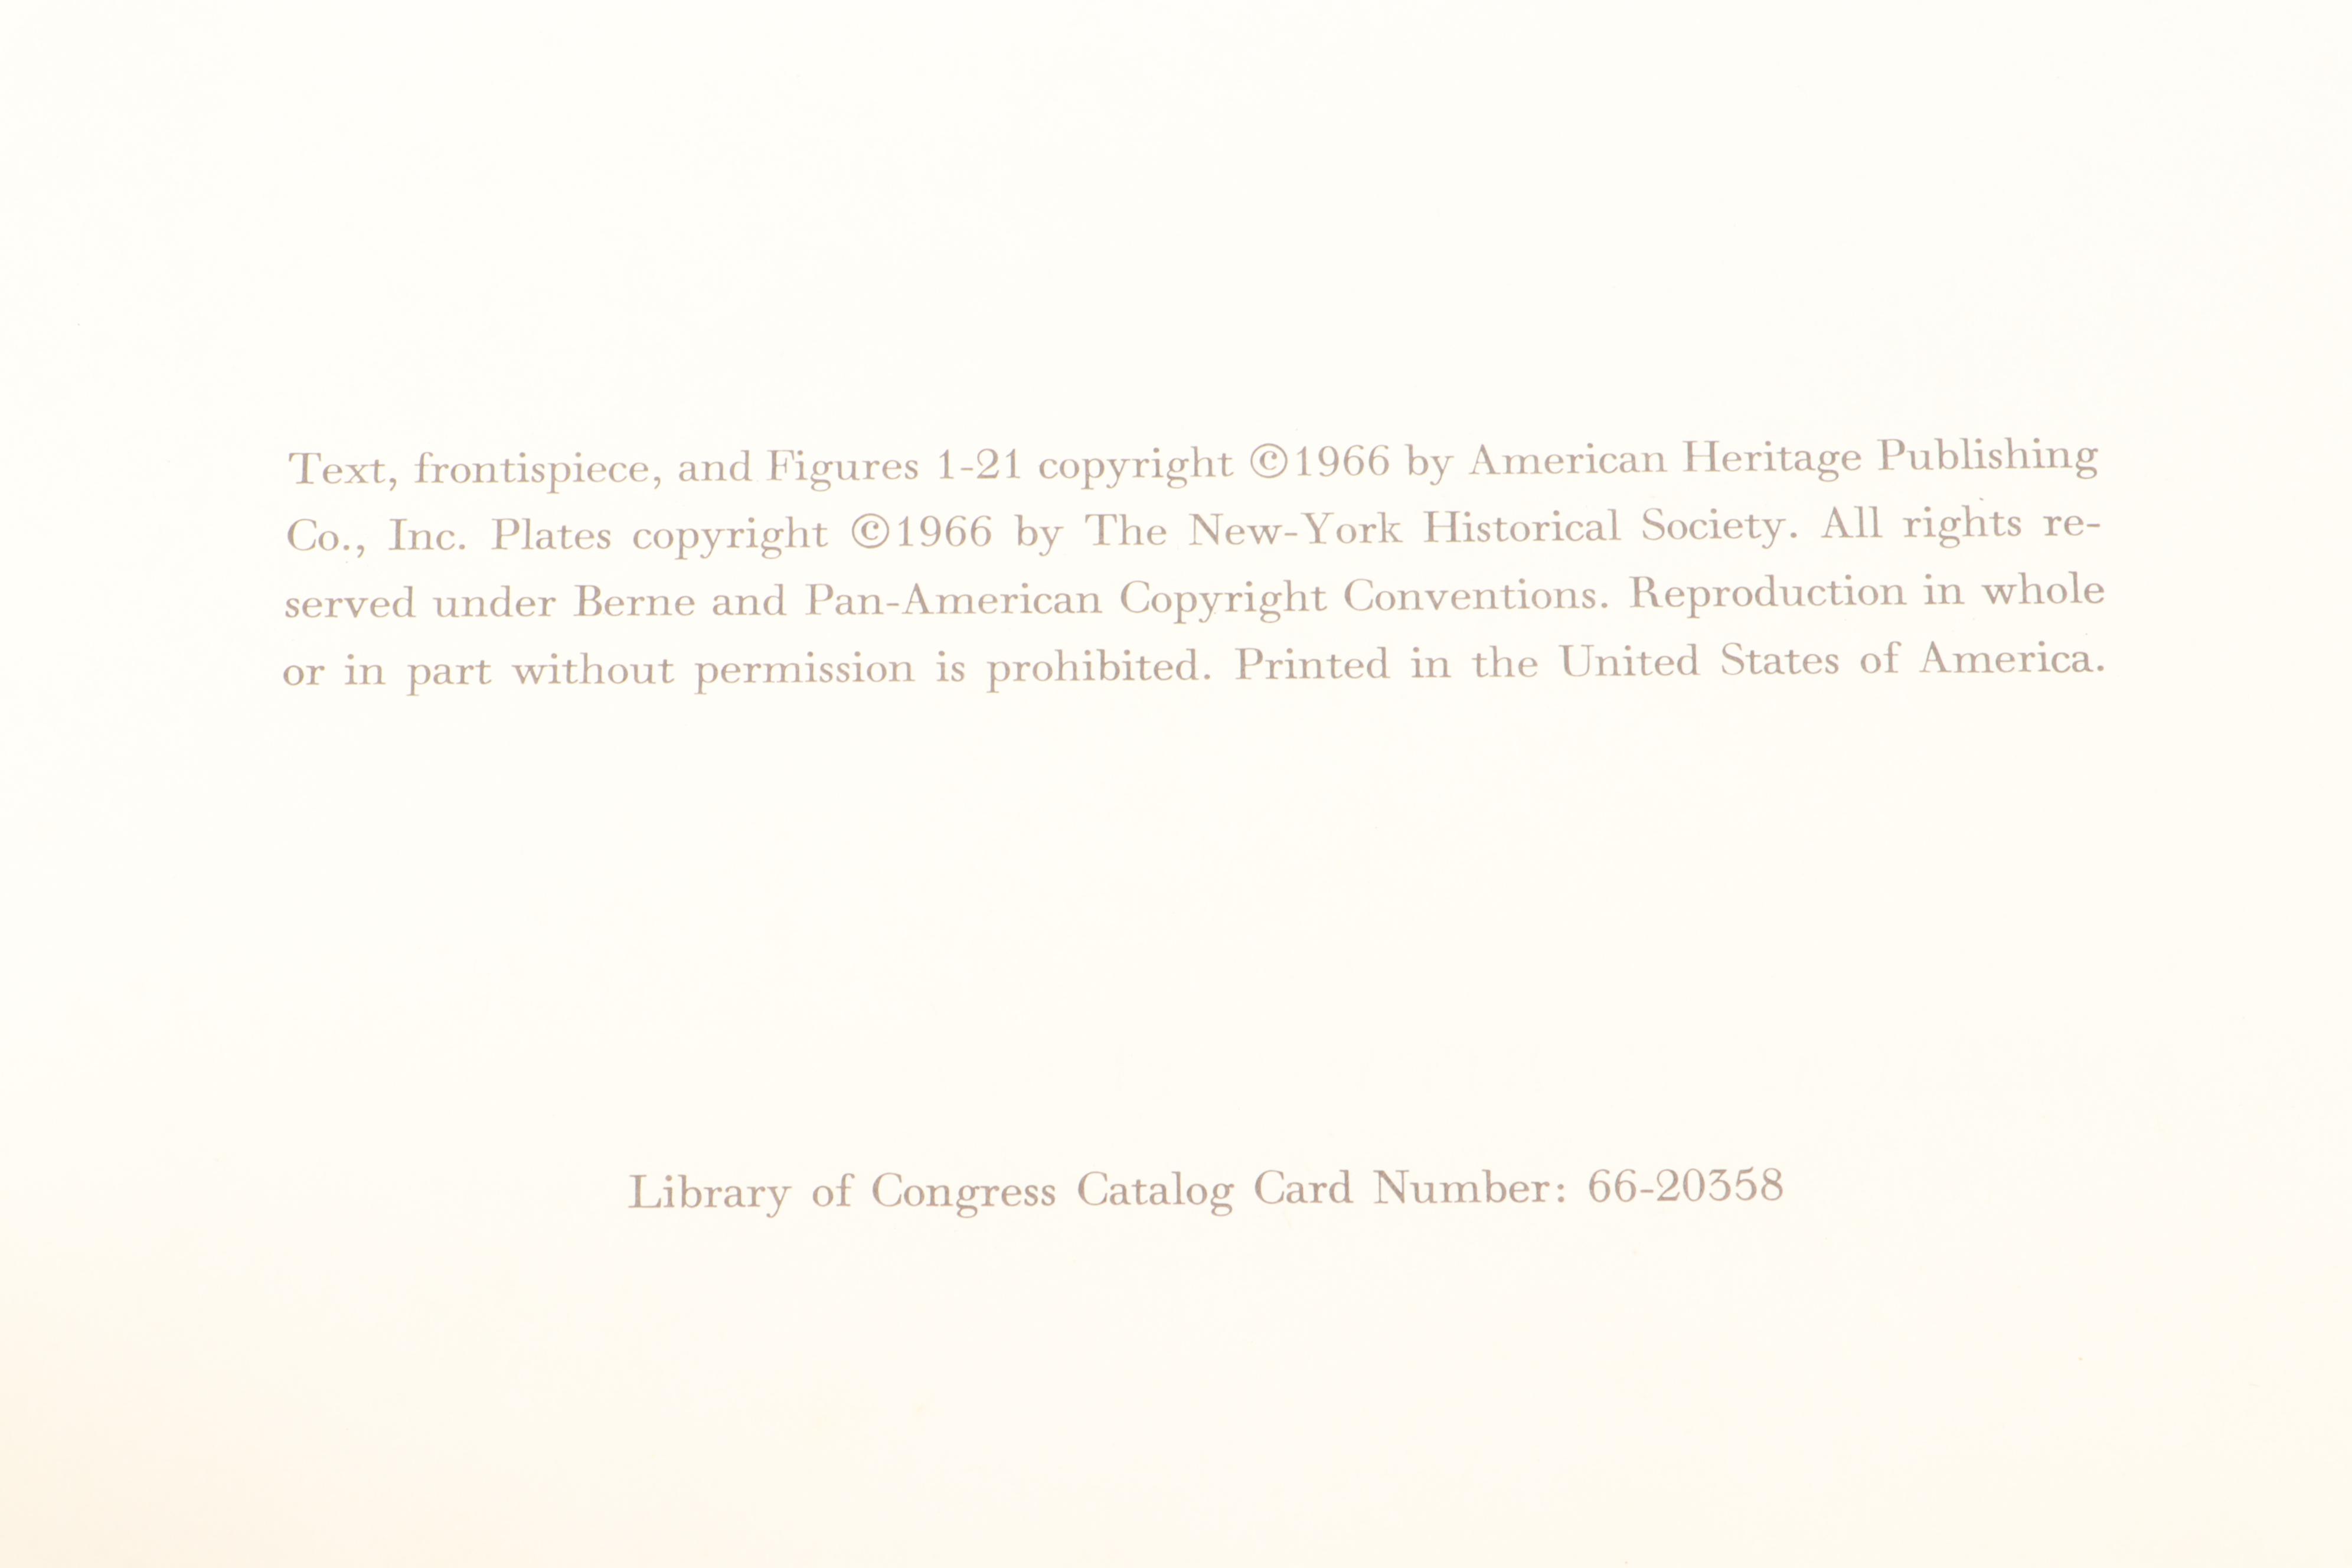 Text, frontispiece, and Figures 1-21 copyright ©1966 by American Heritage Publishing
Co., Inc. Plates copyright ©1966 by The New-York Historical Society. All rights re-
served under Berne and Pan-American Copyright Conventions. Reproduction in whole
or in part without permission is prohibited. Printed in the United States of America.
Library of Congress Catalog Card Number: 66-20358